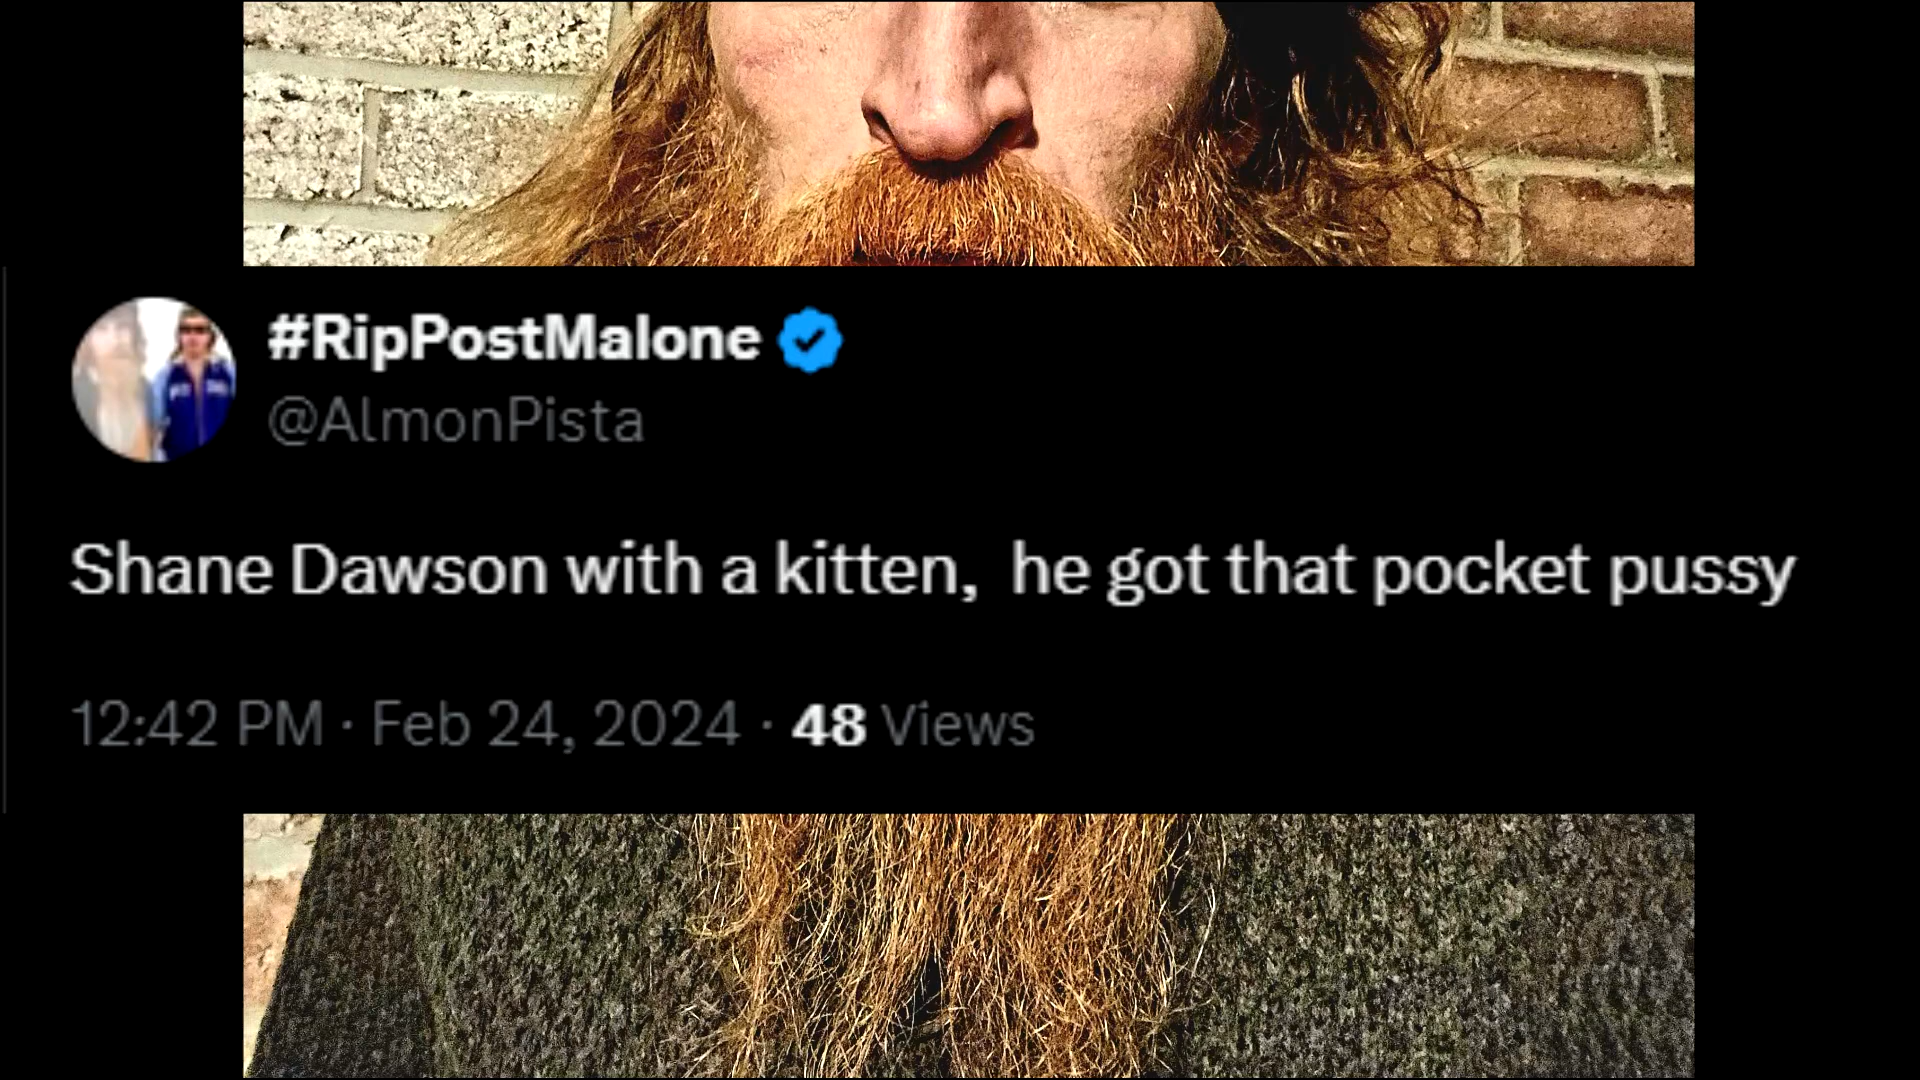 #RipPostMalone
@AlmonPista
Shane Dawson with a kitten,  he got that pocket pussy
12:42 PM · Feb 24, 2024 · 48 Views